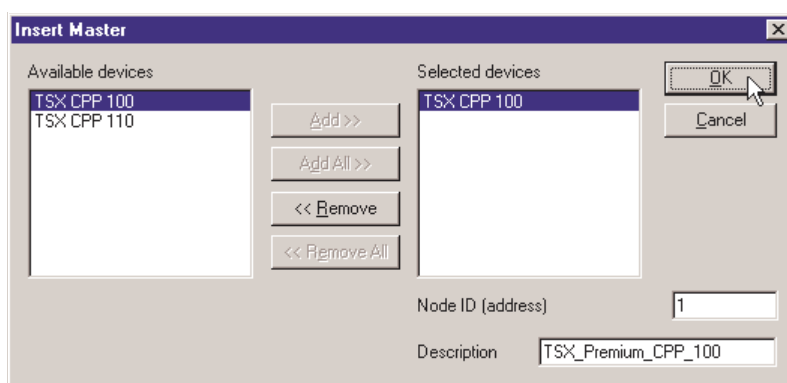 Insert Master
Available devices
TSX CPP 100
TSX CPP 110
Add >>
Add All >>
<< Remove
<< Remove All
Selected devices
TSX CPP 100
OK
Cancel
Node ID (address)
1
Description
TSX_Premium_CPP_100